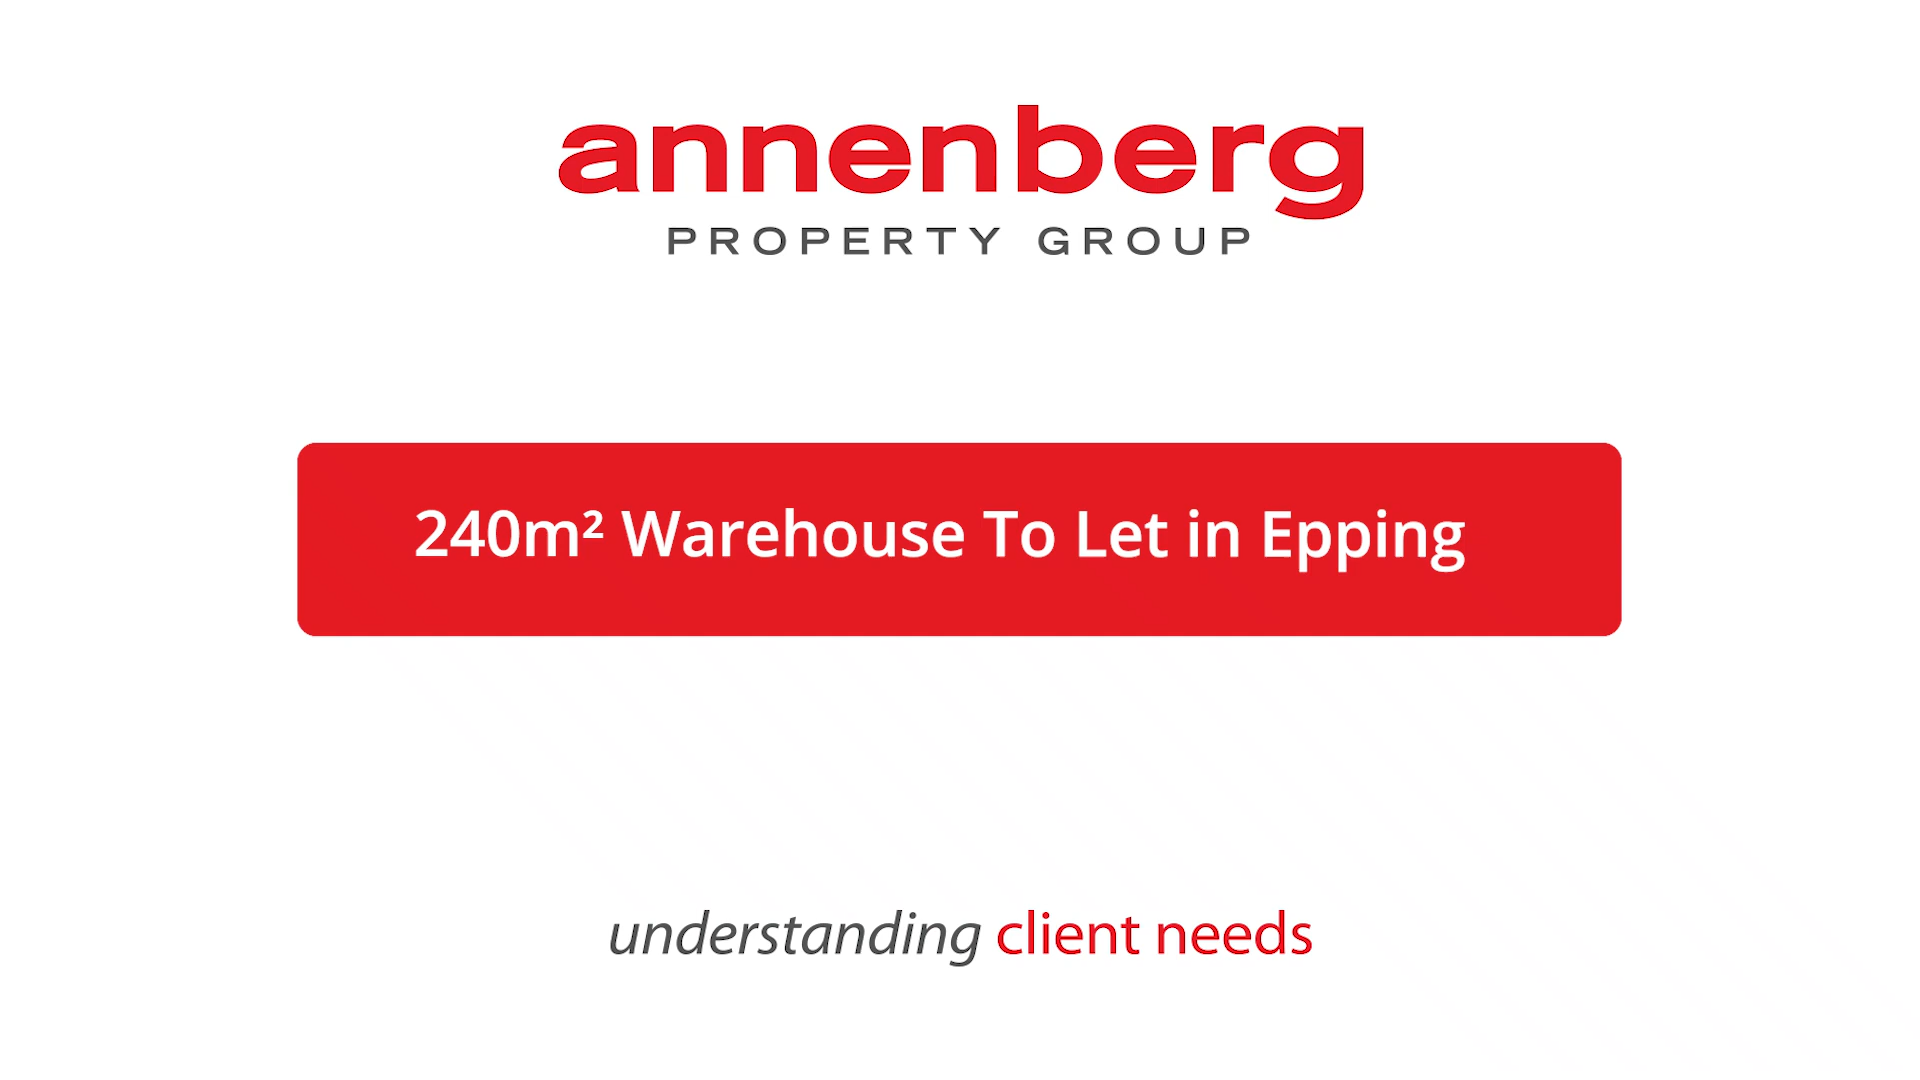 annenberg
PROPERTY GROUP
240m² Warehouse To Let in Epping
understanding client needs